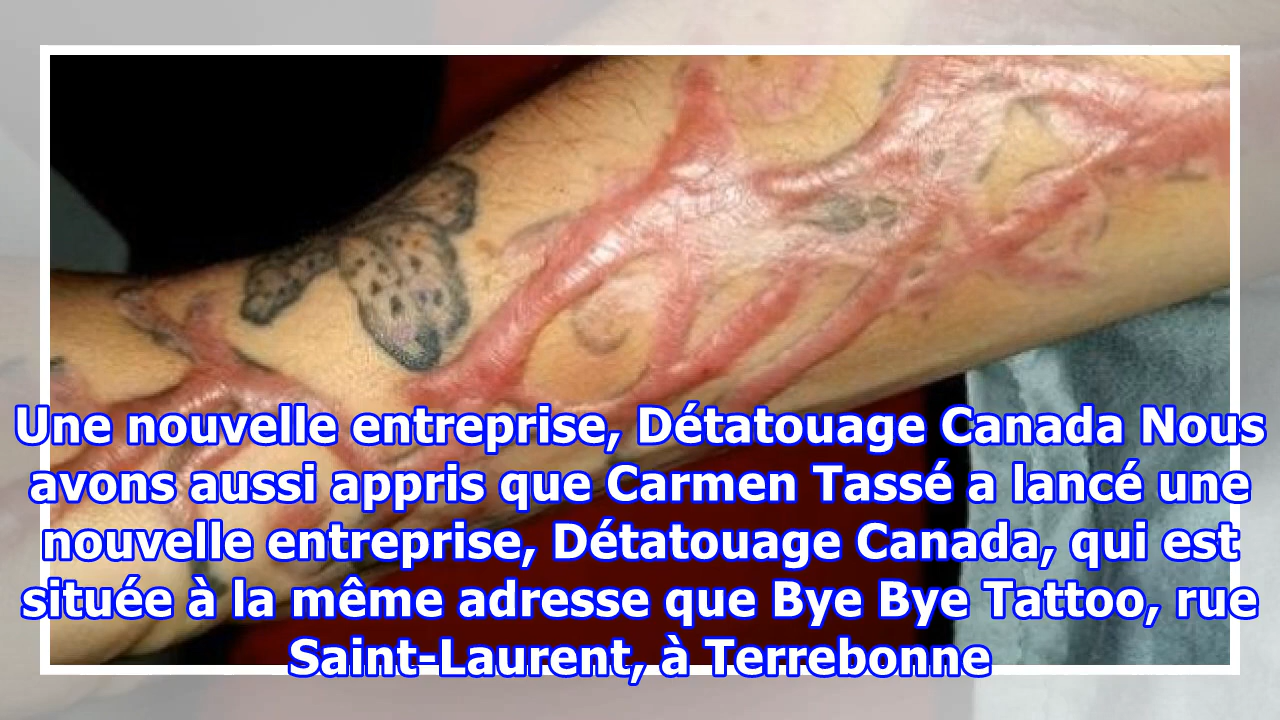 Une nouvelle entreprise, Détatouage Canada Nous
avons aussi appris que Carmen Tassé a lancé une
nouvelle entreprise, Détatouage Canada, qui est
située à la même adresse que Bye Bye Tattoo, rue
Saint-Laurent, à Terrebonne